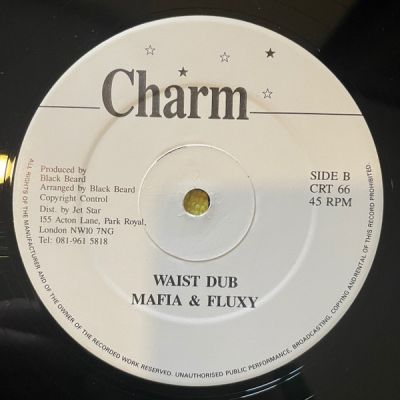 Charm
Produced by
Black Beard
Arranged by Black Beard
Copyright Control
Dist. by Jet Star
155 Acton Lane, Park Royal,
London NW10 7NG
Tel: 081-961 5818
SIDE B
CRT 66
45 RPM
WAIST DUB
MAFIA & FLUXY
ALL RIGHTS OF THE MANUFACTURER AND OF THE OWNER OF THE RECORDED WORK RESERVED. UNAUTHORISED PUBLIC PERFORMANCE, BROADCASTING, COPYING AND RENTAL OF THIS RECORD PROHIBITED.